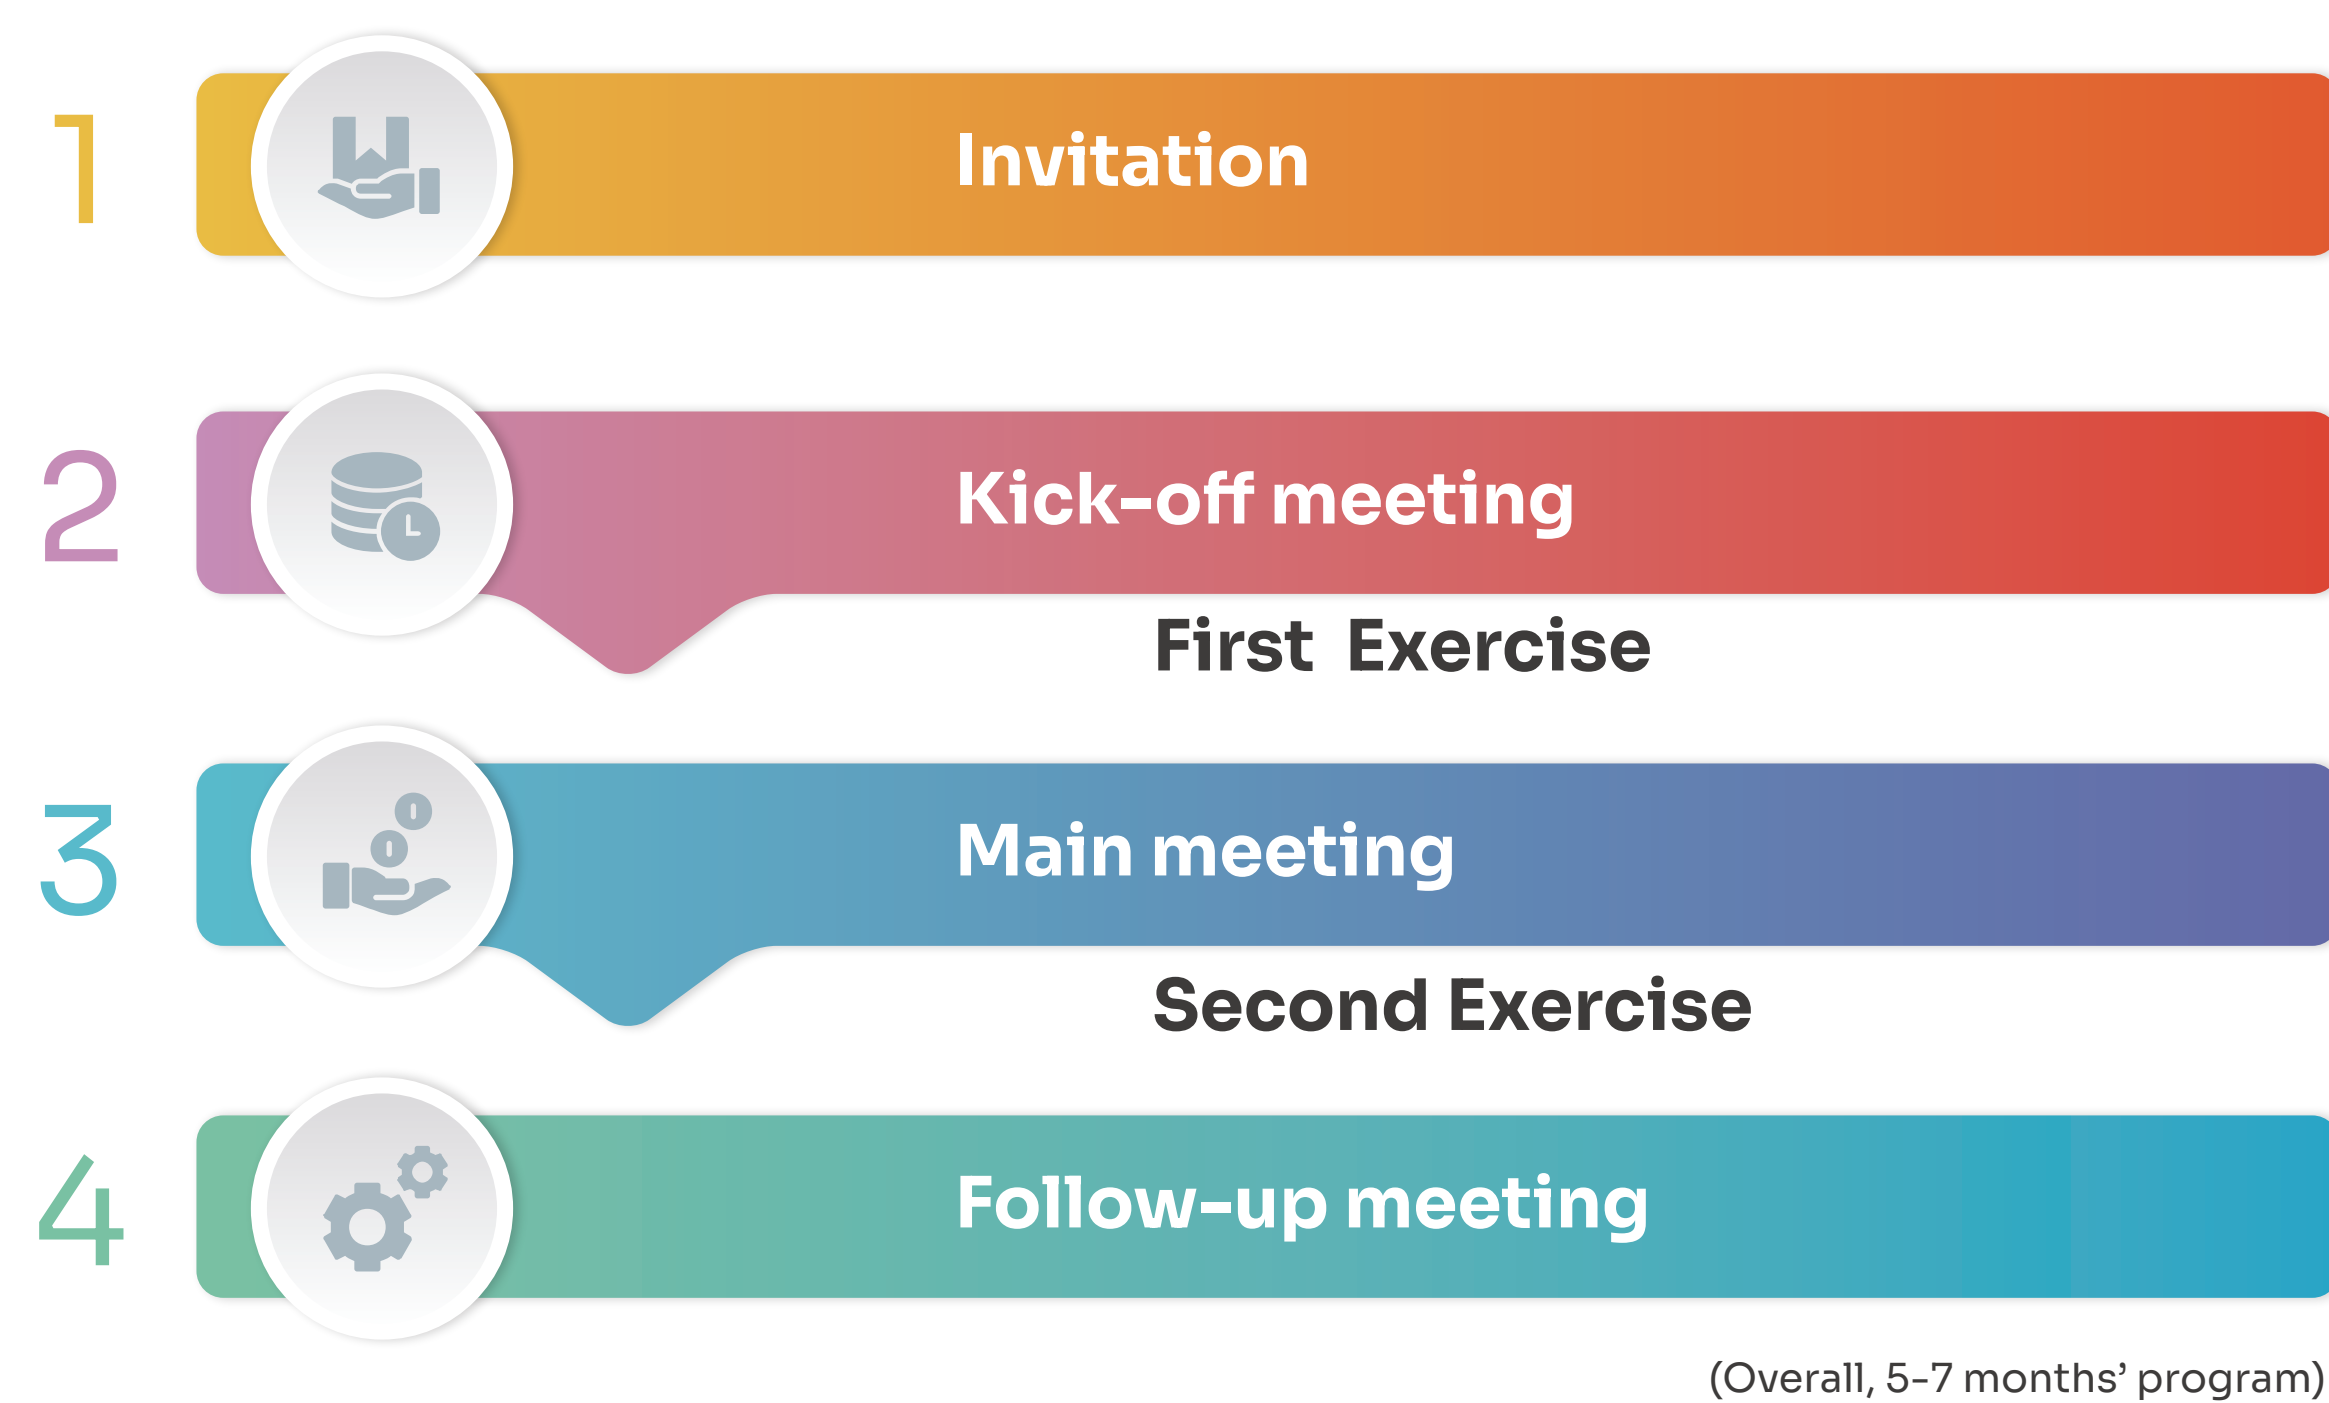 1
Invitation
2
Kick-off meeting
First Exercise
3
Main meeting
Second Exercise
4
Follow-up meeting
(Overall, 5-7 months’ program)